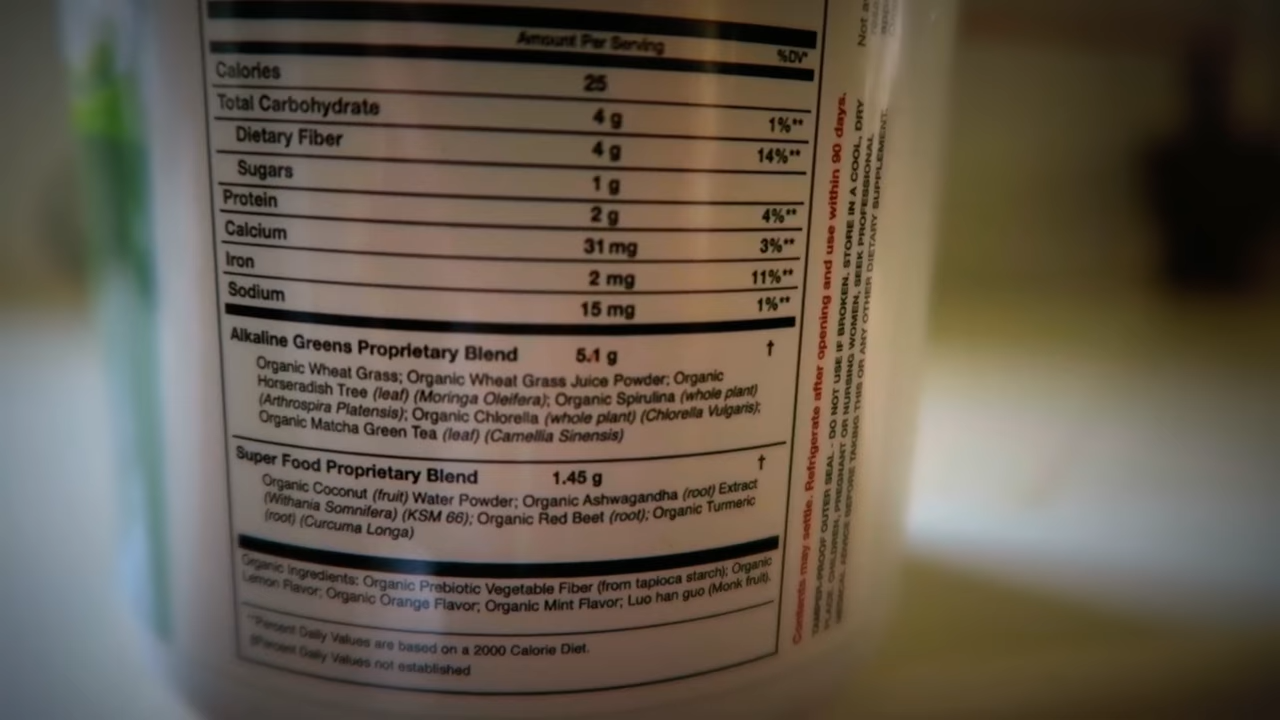 Amount Per Serving
%DV*
Calories 25
Total Carbohydrate 4 g 1%**
Dietary Fiber 4 g 14%**
Sugars 1 g
Protein 2 g 4%**
Calcium 31 mg 3%**
Iron 2 mg 11%**
Sodium 15 mg 1%**
Alkaline Greens Proprietary Blend 5.1 g †
Organic Wheat Grass; Organic Wheat Grass Juice Powder; Organic
Horseradish Tree (leaf) (Moringa Oleifera); Organic Spirulina (whole plant)
(Arthrospira Platensis); Organic Chlorella (whole plant) (Chlorella Vulgaris);
Organic Matcha Green Tea (leaf) (Camellia Sinensis)
Super Food Proprietary Blend 1.45 g †
Organic Coconut (fruit) Water Powder; Organic Ashwagandha (root) Extract
(Withania Somnifera) (KSM 66); Organic Red Beet (root); Organic Turmeric
(root) (Curcuma Longa)
Organic Ingredients: Organic Prebiotic Vegetable Fiber (from tapioca starch); Organic
Lemon Flavor; Organic Orange Flavor; Organic Mint Flavor; Luo han guo (Monk fruit).
**Percent Daily Values are based on a 2000 Calorie Diet.
Percent Daily Values not established
Contents may settle. Refrigerate after opening and use within 90 days.
TAMPER-PROOF OUTER SEAL - DO NOT USE IF BROKEN. STORE IN A COOL, DRY
PLACE. CHILDREN, PREGNANT OR NURSING WOMEN, SEEK PROFESSIONAL
MEDICAL ADVICE BEFORE TAKING THIS OR ANY OTHER DIETARY SUPPLEMENT.
Not